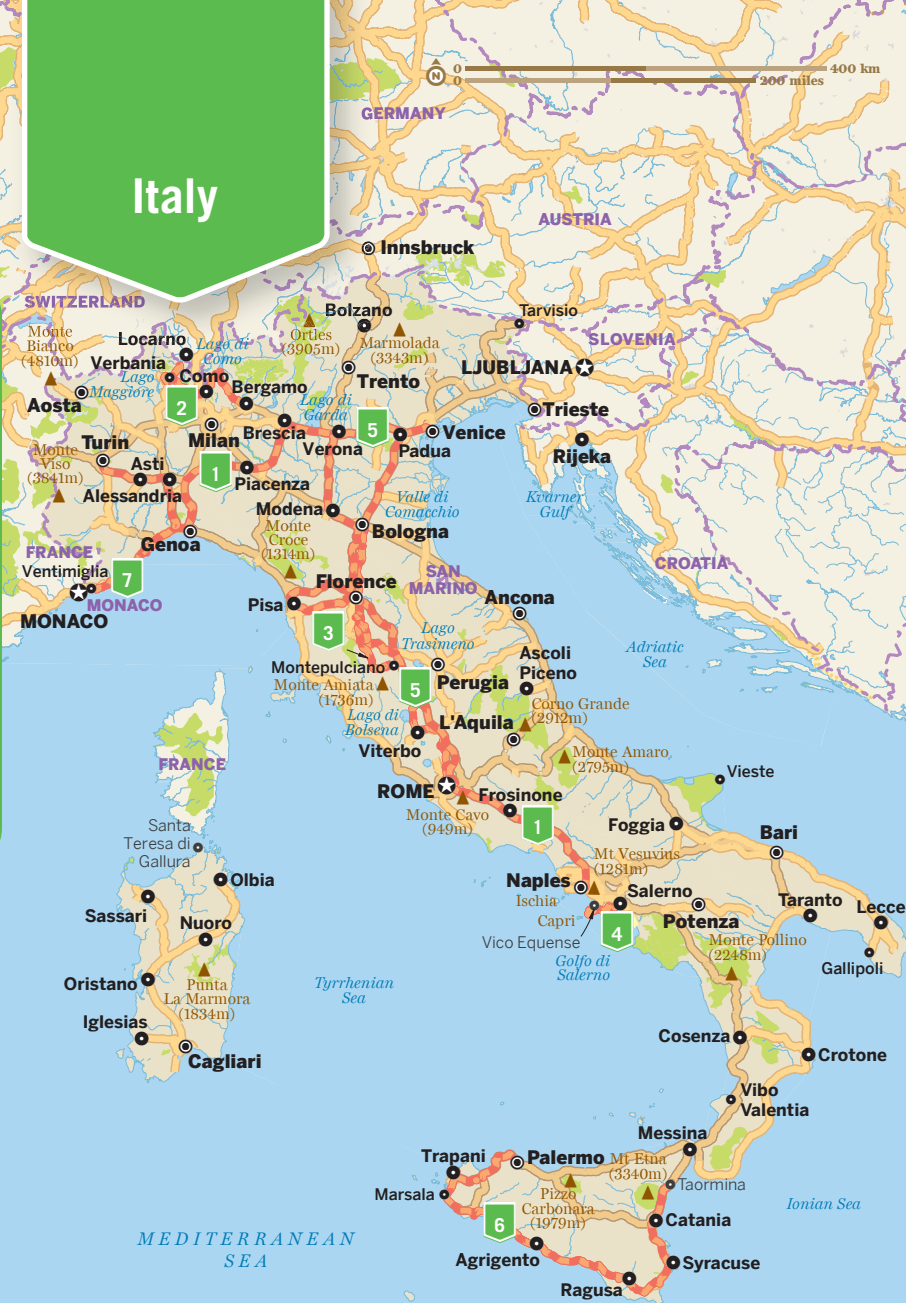 Italy
0
400 km
N
0
200 miles
GERMANY
AUSTRIA
Innsbruck
SWITZERLAND
Bolzano
Tarvisio
Monte
Bianco
(4810m)
Ortles
(3905m)
Marmolada
(3343m)
SLOVENIA
Locarno
Lago di
Como
Verbania
LJUBLJANA
Lago
Maggiore
Como
Bergamo
Trento
Aosta
2
Lago di
Garda
Trieste
Turin
Milan
Brescia
Verona
5
Venice
Padua
Rijeka
Monte
Viso
(3841m)
Asti
1
Alessandria
Piacenza
Valle di
Comacchio
Kvarner
Gulf
Modena
Genoa
Monte
Croce
(1314m)
Bologna
FRANCE
CROATIA
Ventimiglia
7
Florence
SAN
MARINO
MONACO
MONACO
Pisa
Ancona
3
Lago
Trasimeno
Adriatic
Sea
Ascoli
Piceno
Montepulciano
Monte Amiata
(1736m)
5
Perugia
Corno Grande
(2912m)
Lago di
Bolsena
L'Aquila
Viterbo
Monte Amaro
(2795m)
FRANCE
Vieste
ROME
Frosinone
Monte Cavo
(949m)
1
Foggia
Bari
Santa
Teresa di
Gallura
Mt Vesuvius
(1281m)
Olbia
Naples
Salerno
Sassari
Ischia
Taranto
Lecce
Capri
Potenza
Nuoro
4
Vico Equense
Monte Pollino
(2248m)
Golfo di
Salerno
Gallipoli
Oristano
Punta
La Marmora
(1834m)
Tyrrhenian
Sea
Iglesias
Cosenza
Cagliari
Crotone
Vibo
Valentia
Messina
Trapani
Palermo
Mt Etna
(3340m)
Marsala
Taormina
Pizzo
Carbonara
(1979m)
Ionian Sea
6
Catania
MEDITERRANEAN
SEA
Agrigento
Syracuse
Ragusa